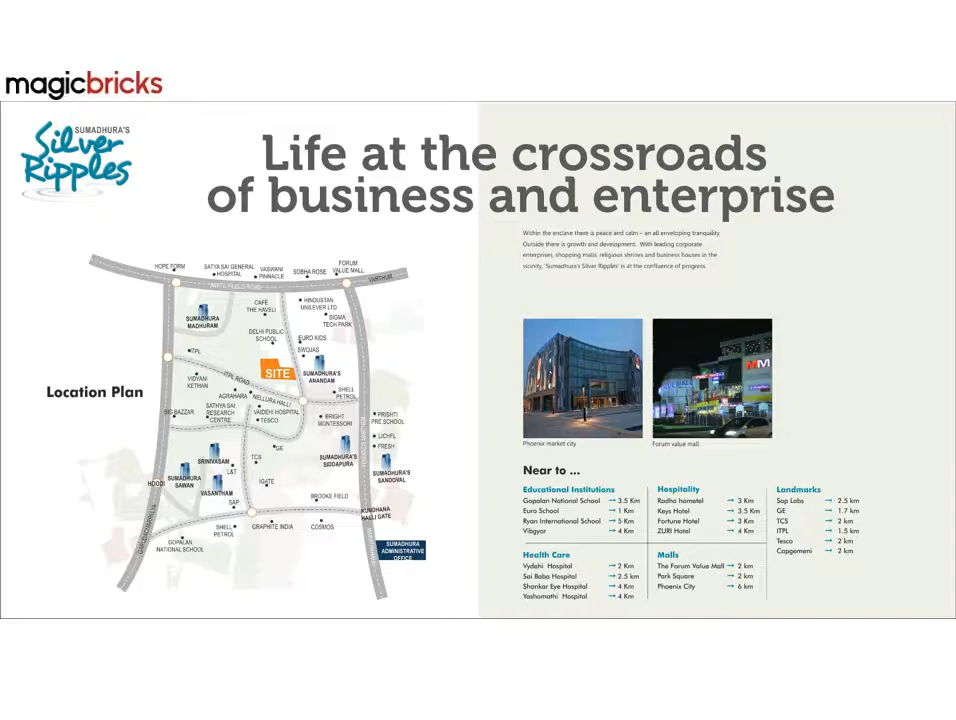 magicbricks
SUMADHURA'S
Silver
Ripples
Life at the crossroads
of business and enterprise
Within the enclave there is peace and calm – an all enveloping tranquility.
Outside there is growth and development. With leading corporate
enterprises, shopping malls, religious shrines and business houses in the
vicinity, 'Sumadhura's Silver Ripples' is at the confluence of progress.
Location Plan
HOPE FORM
SATYA SAI GENERAL
HOSPITAL
VASWANI
PINNACLE
SOBHA ROSE
FORUM
VALUE MALL
VARTHUR
SUMADHURA
MADHURAM
CAFÉ
THE HAVELI
HINDUSTAN
UNILEVER LTD
SIGMA
TECH PARK
DELHI PUBLIC
SCHOOL
EURO KIDS
SWOJAS
ITPL
SITE
SUMADHURA'S
ANANDAM
VIDYANI
KETHAN
ITPL ROAD
AGRAHARA
NELLURA HALLI
SHELL
PETROL
BIG BAZZAR
SATHYA SAI
RESEARCH
CENTRE
VAIDEHI HOSPITAL
TESCO
BRIGHT
MONTESSORI
PRISHTI
PRE SCHOOL
LICHFL
FRESH
GE
TCS
SRINIVASAM
L&T
SUMADHURA'S
SIDDAPURA
SUMADHURA'S
SANDOVAL
HOODI
SUMADHURA
SAWAN
VASANTHAM
IGATE
SAP
BROOKE FIELD
KUNDHANA
HALLI GATE
SHELL
PETROL
GRAPHITE INDIA
COSMOS
GOPALAN
NATIONAL SCHOOL
SUMADHURA
ADMINISTRATIVE
OFFICE
Phoenix market city
Forum value mall
Near to ...
Educational Institutions
Gopalan National School → 3.5 Km
Euro School → 1 Km
Ryan International School → 5 Km
Vibgyor → 4 Km
Hospitality
Radha hometel → 3 Km
Keys Hotel → 3.5 Km
Fortune Hotel → 3 Km
ZURI Hotel → 4 Km
Landmarks
Sap Labs → 2.5 km
GE → 1.7 km
TCS → 2 km
ITPL → 1.5 km
Tesco → 2 km
Capgemeni → 2 km
Health Care
Vydehi Hospital → 2 Km
Sai Baba Hospital → 2.5 km
Shankar Eye Hospital → 4 Km
Yashomathi Hospital → 4 Km
Malls
The Forum Value Mall → 2 km
Park Square → 2 km
Phoenix City → 6 km